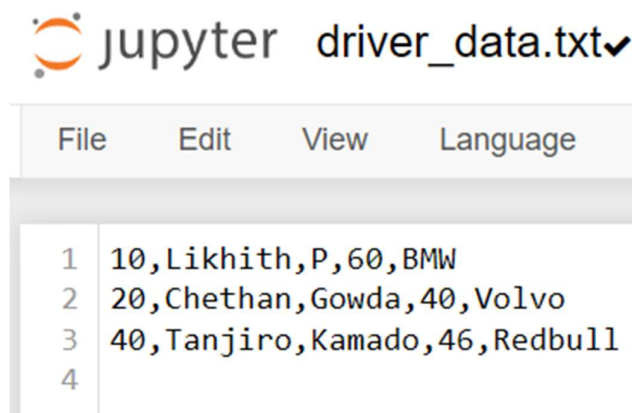 jupyter driver_data.txt✔
File Edit View Language
1 10,Likhith,P,60,BMW
2 20,Chethan,Gowda,40,Volvo
3 40,Tanjiro,Kamado,46,Redbull
4